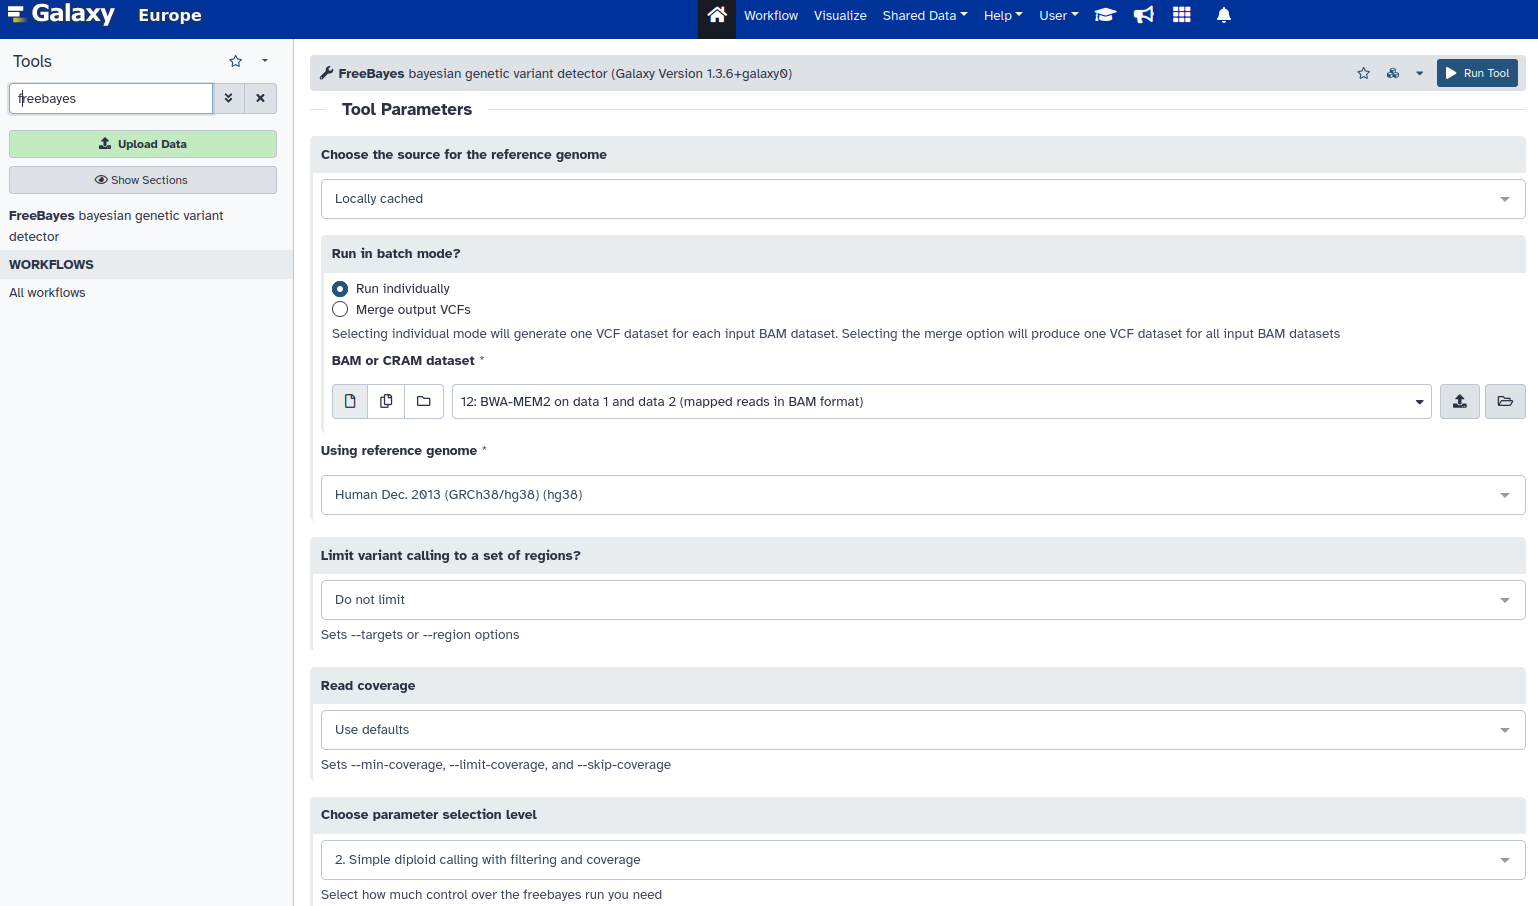 Galaxy Europe
Workflow Visualize Shared Data Help User
Tools
freebayes
Upload Data
Show Sections
FreeBayes bayesian genetic variant
detector
WORKFLOWS
All workflows
FreeBayes bayesian genetic variant detector (Galaxy Version 1.3.6+galaxy0)
Run Tool
Tool Parameters
Choose the source for the reference genome
Locally cached
Run in batch mode?
Run individually
Merge output VCFs
Selecting individual mode will generate one VCF dataset for each input BAM dataset. Selecting the merge option will produce one VCF dataset for all input BAM datasets
BAM or CRAM dataset *
12: BWA-MEM2 on data 1 and data 2 (mapped reads in BAM format)
Using reference genome *
Human Dec. 2013 (GRCh38/hg38) (hg38)
Limit variant calling to a set of regions?
Do not limit
Sets --targets or --region options
Read coverage
Use defaults
Sets --min-coverage, --limit-coverage, and --skip-coverage
Choose parameter selection level
2. Simple diploid calling with filtering and coverage
Select how much control over the freebayes run you need